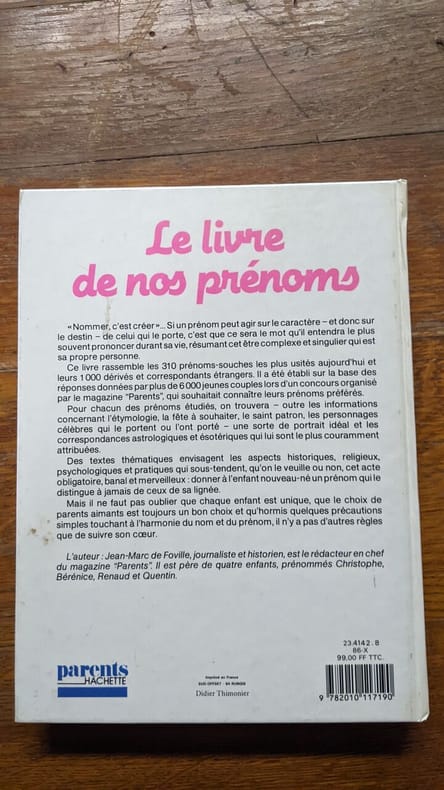 Le livre
de nos prénoms
«Nommer, c'est créer»... Si un prénom peut agir sur le caractère – et donc sur
le destin – de celui qui le porte, c'est que ce sera le mot qu'il entendra le plus
souvent prononcer durant sa vie, résumant cet être complexe et singulier qui est
sa propre personne.
Ce livre rassemble les 310 prénoms-souches les plus usités aujourd'hui et
leurs 1 000 dérivés et correspondants étrangers. Il a été établi sur la base des
réponses données par plus de 6 000 jeunes couples lors d'un concours organisé
par le magazine "Parents", qui souhaitait connaître leurs prénoms préférés.
Pour chacun des prénoms étudiés, on trouvera – outre les informations
concernant l'étymologie, la fête à souhaiter, le saint patron, les personnages
célèbres qui le portent ou l'ont porté – une sorte de portrait idéal et les
correspondances astrologiques et ésotériques qui lui sont le plus couramment
attribuées.
Des textes thématiques envisagent les aspects historiques, religieux,
psychologiques et pratiques qui sous-tendent, qu'on le veuille ou non, cet acte
obligatoire, banal et merveilleux : donner à l'enfant nouveau-né un prénom qui le
distingue à jamais de ceux de sa lignée.
Mais il ne faut pas oublier que chaque enfant est unique, que le choix de
parents aimants est toujours un bon choix et qu'hormis quelques précautions
simples touchant à l'harmonie du nom et du prénom, il n'y a pas d'autres règles
que de suivre son cœur.
L'auteur : Jean-Marc de Foville, journaliste et historien, est le rédacteur en chef
du magazine "Parents". Il est père de quatre enfants, prénommés Christophe,
Bérénice, Renaud et Quentin.
23.4142.8
86-X
99,00 FF TTC.
parents
HACHETTE
Imprimé en France
SUD-OFFSET - 94 RUNGIS
Didier Thimonier
9 782010 117190